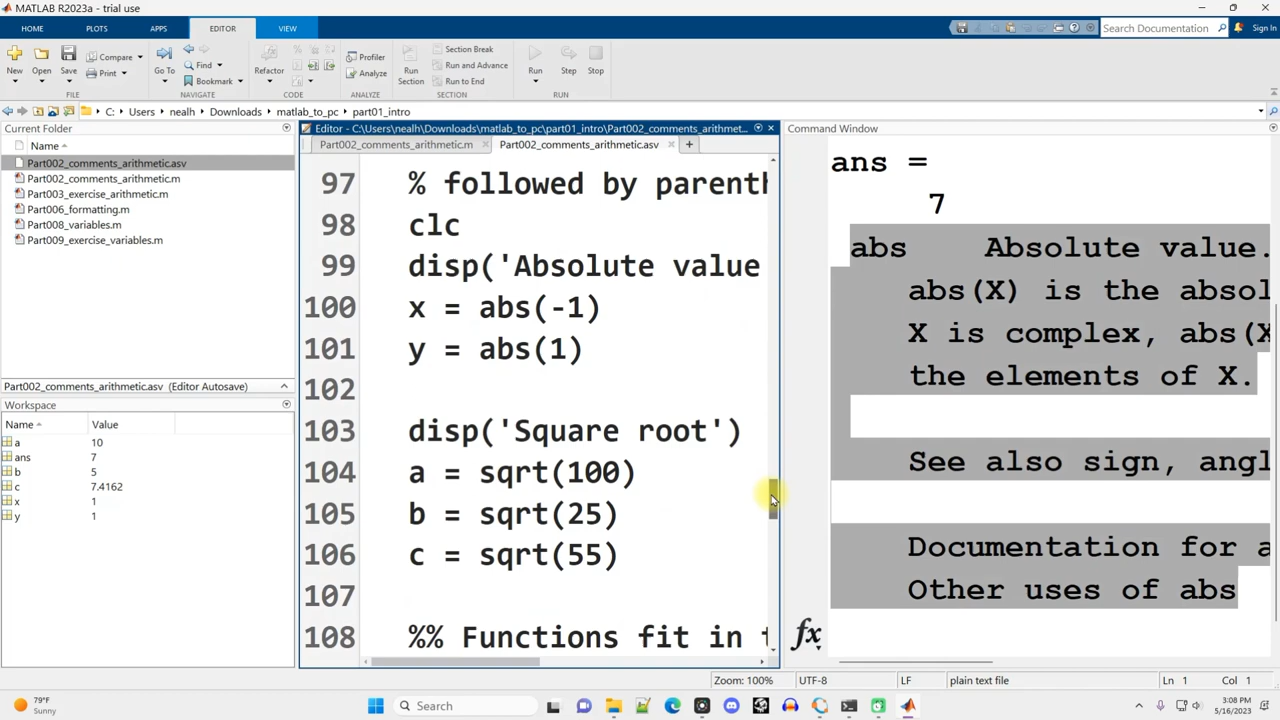 MATLAB R2023a - trial use
HOME PLOTS APPS EDITOR VIEW
Search Documentation Sign In
New Open Save Compare Print Go To Find Bookmark Refactor Profiler Analyze Run Section Section Break Run and Advance Run to End Run Step Stop
FILE NAVIGATE CODE ANALYZE SECTION RUN
C: Users nealh Downloads matlab_to_pc part01_intro
Current Folder
Name
Part002_comments_arithmetic.asv
Part002_comments_arithmetic.m
Part003_exercise_arithmetic.m
Part006_formatting.m
Part008_variables.m
Part009_exercise_variables.m
Part002_comments_arithmetic.asv (Editor Autosave)
Workspace
Name Value
a 10
ans 7
b 5
c 7.4162
x 1
y 1
Editor - C:\Users\nealh\Downloads\matlab_to_pc\part01_intro\Part002_comments_arithmet...
Part002_comments_arithmetic.m Part002_comments_arithmetic.asv
97 % followed by parenth
98 clc
99 disp('Absolute value
100 x = abs(-1)
101 y = abs(1)
102
103 disp('Square root')
104 a = sqrt(100)
105 b = sqrt(25)
106 c = sqrt(55)
107
108 %% Functions fit in t
Command Window
ans =
7
abs Absolute value.
abs(X) is the absol
X is complex, abs(X
the elements of X.
See also sign, angl
Documentation for a
Other uses of abs
fx
Zoom: 100% UTF-8 LF plain text file Ln 1 Col 1
79°F
Sunny
Search
3:08 PM
5/16/2023